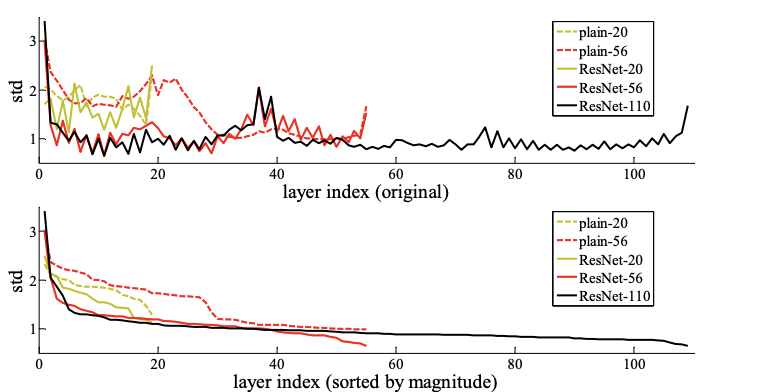 3
2
1
std
plain-20
plain-56
ResNet-20
ResNet-56
ResNet-110
0 20 40 60 80 100
layer index (original)
3
2
1
std
plain-20
plain-56
ResNet-20
ResNet-56
ResNet-110
0 20 40 60 80 100
layer index (sorted by magnitude)